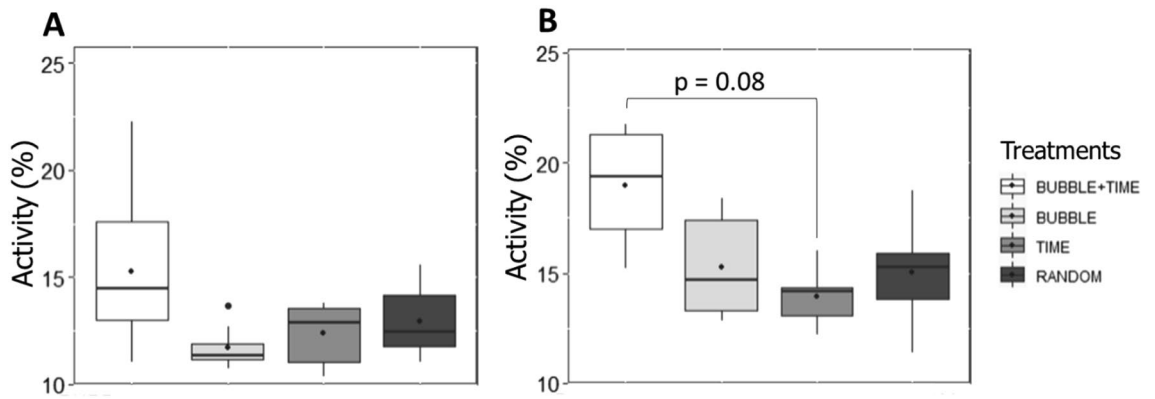 A
B
25
20
15
10
Activity (%)
25
20
15
10
Activity (%)
p = 0.08
Treatments
BUBBLE+TIME
BUBBLE
TIME
RANDOM